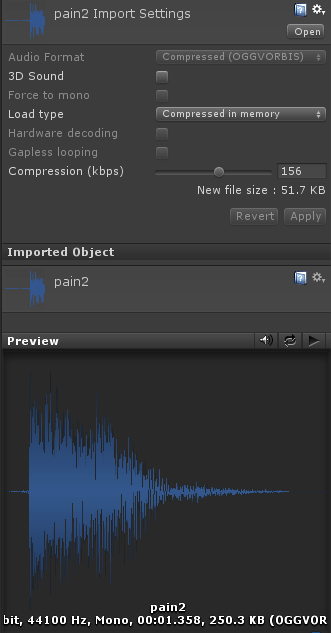 pain2 Import Settings
Open
Audio Format Compressed (OGGVORBIS)
3D Sound
Force to mono
Load type Compressed in memory
Hardware decoding
Gapless looping
Compression (kbps) 156
New file size : 51.7 KB
Revert Apply
Imported Object
pain2
Preview
pain2
bit, 44100 Hz, Mono, 00:01.358, 250.3 KB (OGGVOR